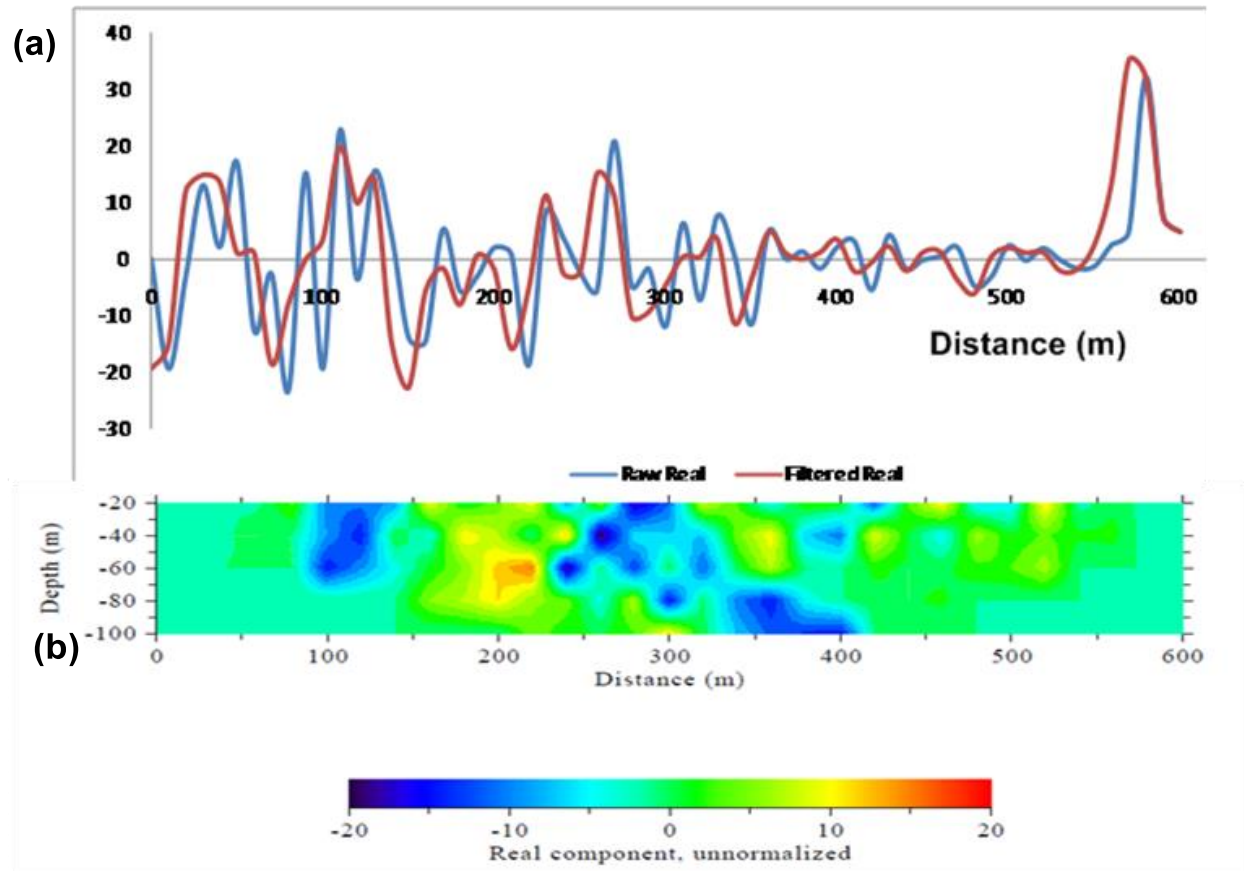 (a)
40
30
20
10
0
-10
-20
-30
0 100 200 300 400 500 600
Distance (m)
Raw Real Filtered Real
-20
-40
-60
-80
-100
Depth (m)
(b)
0 100 200 300 400 500 600
Distance (m)
-20 -10 0 10 20
Real component, unnormalized